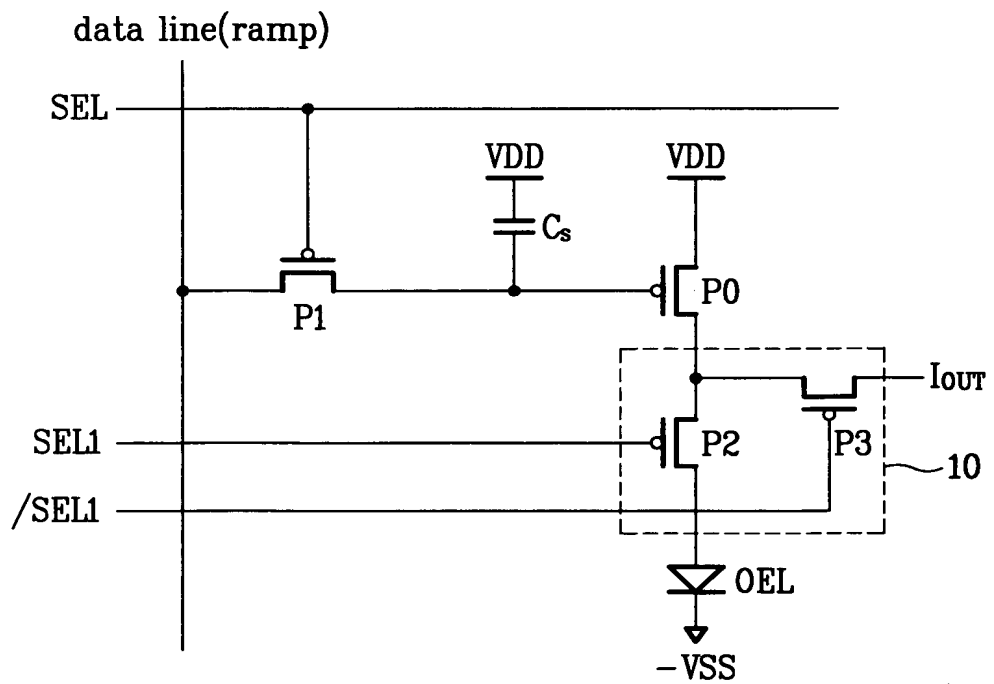 data line(ramp)
SEL
VDD
VDD
Cs
P0
P1
IOUT
SEL1
P2
P3
10
/SEL1
OEL
-VSS